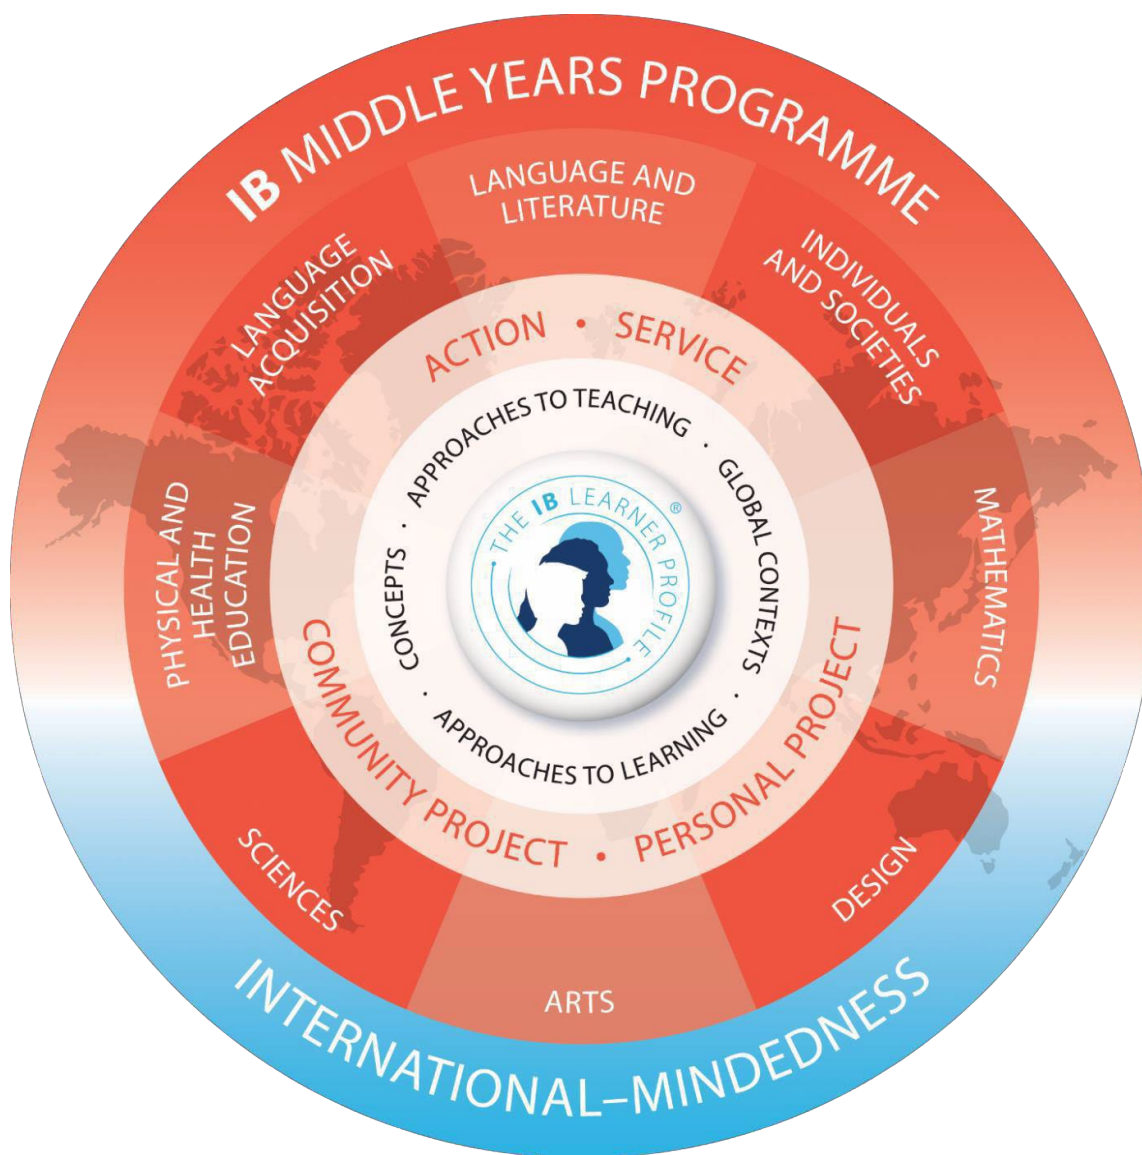 IB MIDDLE YEARS PROGRAMME
LANGUAGE AND
LITERATURE
INDIVIDUALS
AND SOCIETIES
MATHEMATICS
DESIGN
ARTS
SCIENCES
PHYSICAL AND
HEALTH
EDUCATION
LANGUAGE
ACQUISITION
ACTION • SERVICE
PERSONAL PROJECT
•
COMMUNITY PROJECT
APPROACHES TO TEACHING ·
GLOBAL CONTEXTS ·
APPROACHES TO LEARNING ·
CONCEPTS ·
THE IB LEARNER PROFILE ®
INTERNATIONAL–MINDEDNESS